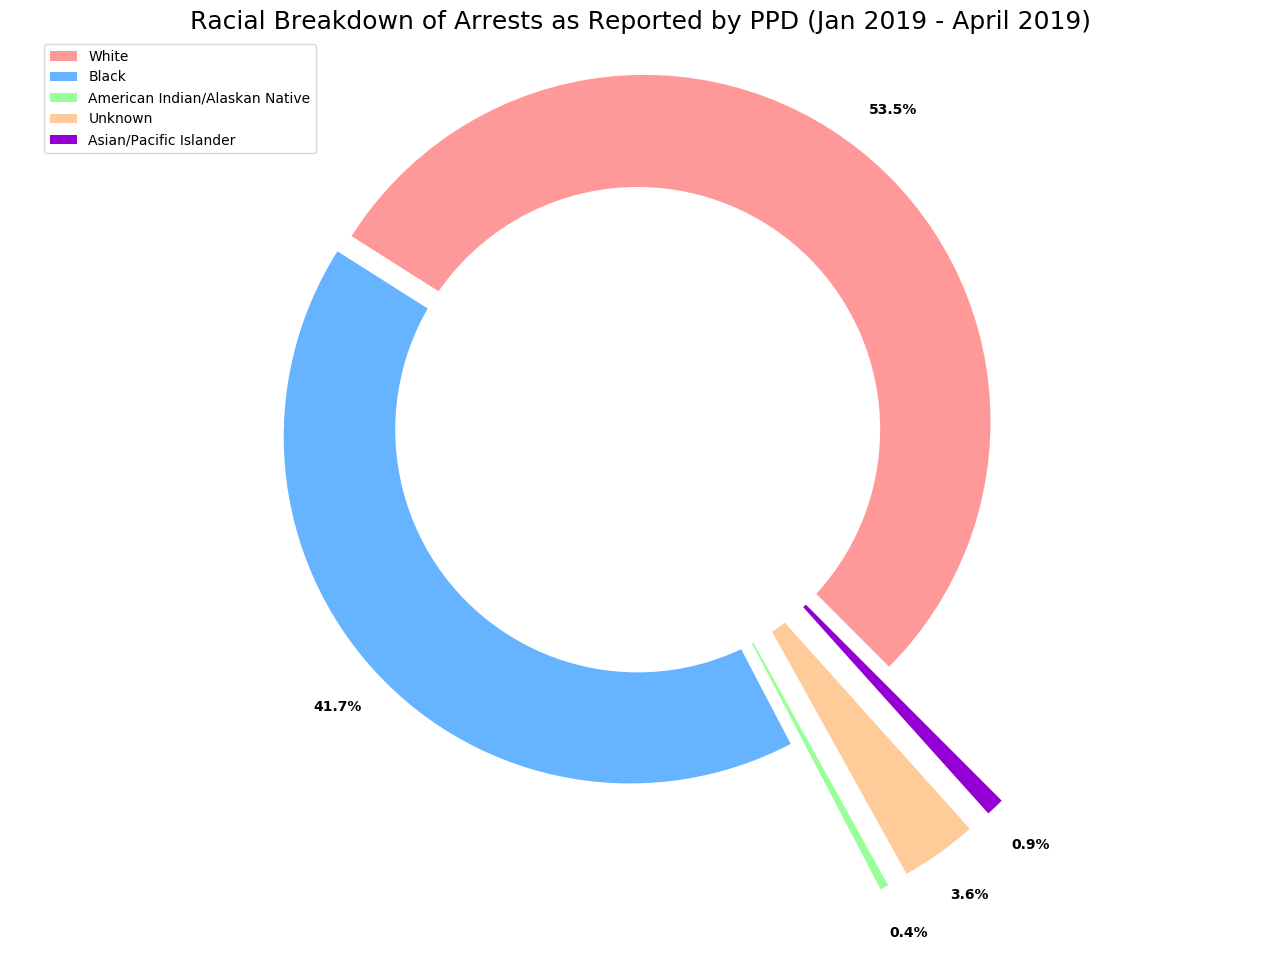 Racial Breakdown of Arrests as Reported by PPD (Jan 2019 - April 2019)
White
Black
American Indian/Alaskan Native
Unknown
Asian/Pacific Islander
53.5%
41.7%
0.9%
3.6%
0.4%